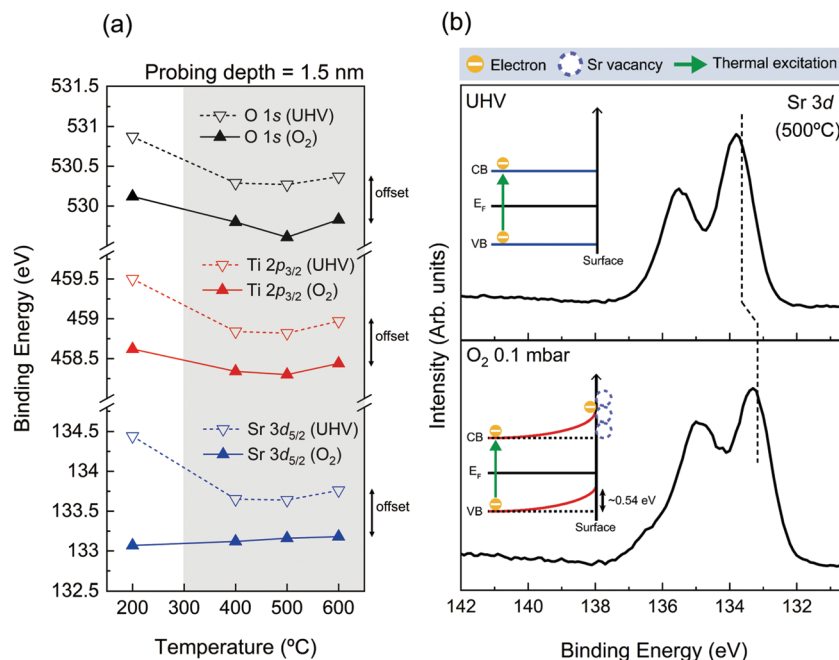 (a)
Probing depth = 1.5 nm
531.5
531
530.5
530
459.5
459
458.5
134.5
134
133.5
133
132.5
Binding Energy (eV)
O 1s (UHV)
O 1s (O₂)
offset
Ti 2p₃/₂ (UHV)
Ti 2p₃/₂ (O₂)
offset
Sr 3d₅/₂ (UHV)
Sr 3d₅/₂ (O₂)
offset
200 300 400 500 600
Temperature (ºC)
(b)
Electron Sr vacancy Thermal excitation
UHV
Sr 3d
(500ºC)
CB
E_F
VB
Surface
O₂ 0.1 mbar
CB
E_F
VB
~0.54 eV
Surface
Intensity (Arb. units)
142 140 138 136 134 132
Binding Energy (eV)